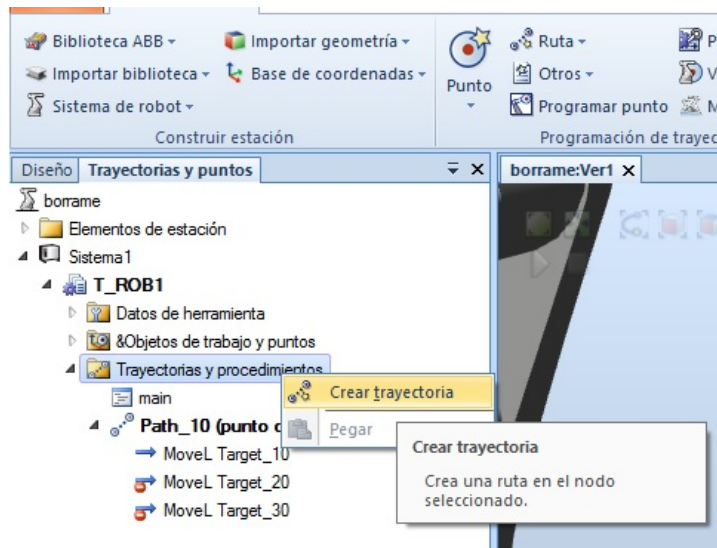 Biblioteca ABB
Importar geometría
Ruta
P
Importar biblioteca
Base de coordenadas
Punto
Otros
V
Sistema de robot
Programar punto
M
Construir estación
Programación de trayec
Diseño
Trayectorias y puntos
borrame:Ver1
borrame
Elementos de estación
Sistema1
T_ROB1
Datos de herramienta
&Objetos de trabajo y puntos
Trayectorias y procedimientos
Crear trayectoria
main
Path_10 (punto
Pegar
Crear trayectoria
MoveL Target_10
Crea una ruta en el nodo
seleccionado.
MoveL Target_20
MoveL Target_30